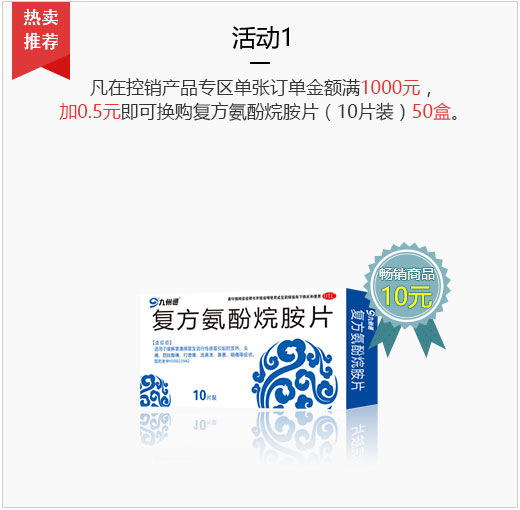 热卖
推荐
活动1
凡在控销产品专区单张订单金额满1000元，
加0.5元即可换购复方氨酚烷胺片（10片装）50盒。
畅销商品
10元
九州通
OTC
复方氨酚烷胺片
复方氨酚烷胺片
【适应症】
10片装